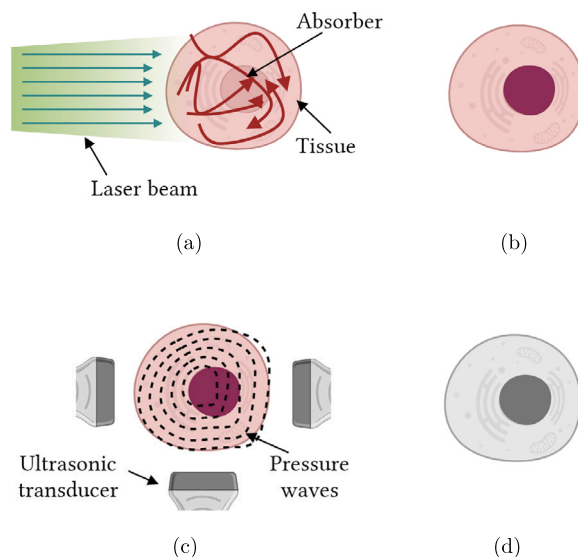 Absorber
Tissue
Laser beam
(a)
(b)
Ultrasonic
transducer
Pressure
waves
(c)
(d)